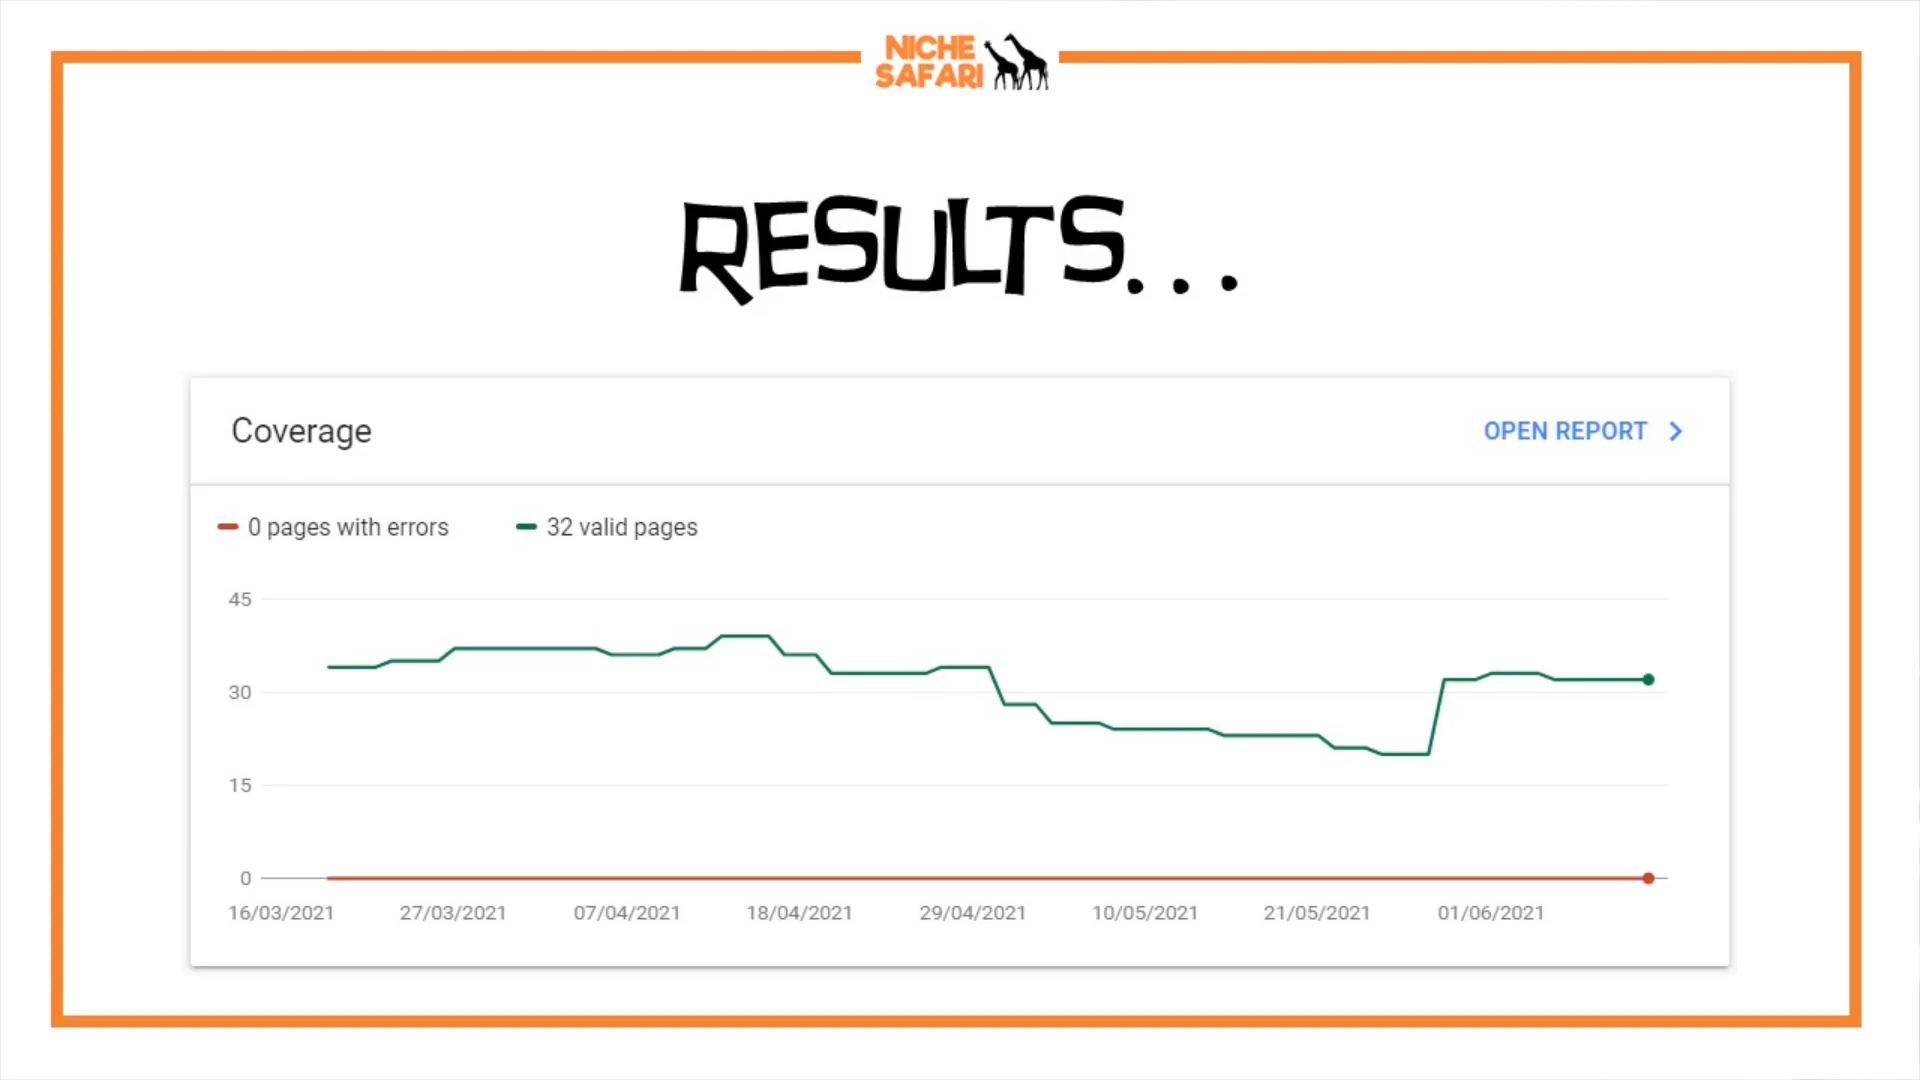 NICHE
SAFARI
RESULTS...
Coverage
OPEN REPORT
0 pages with errors
32 valid pages
45
30
15
0
16/03/2021
27/03/2021
07/04/2021
18/04/2021
29/04/2021
10/05/2021
21/05/2021
01/06/2021